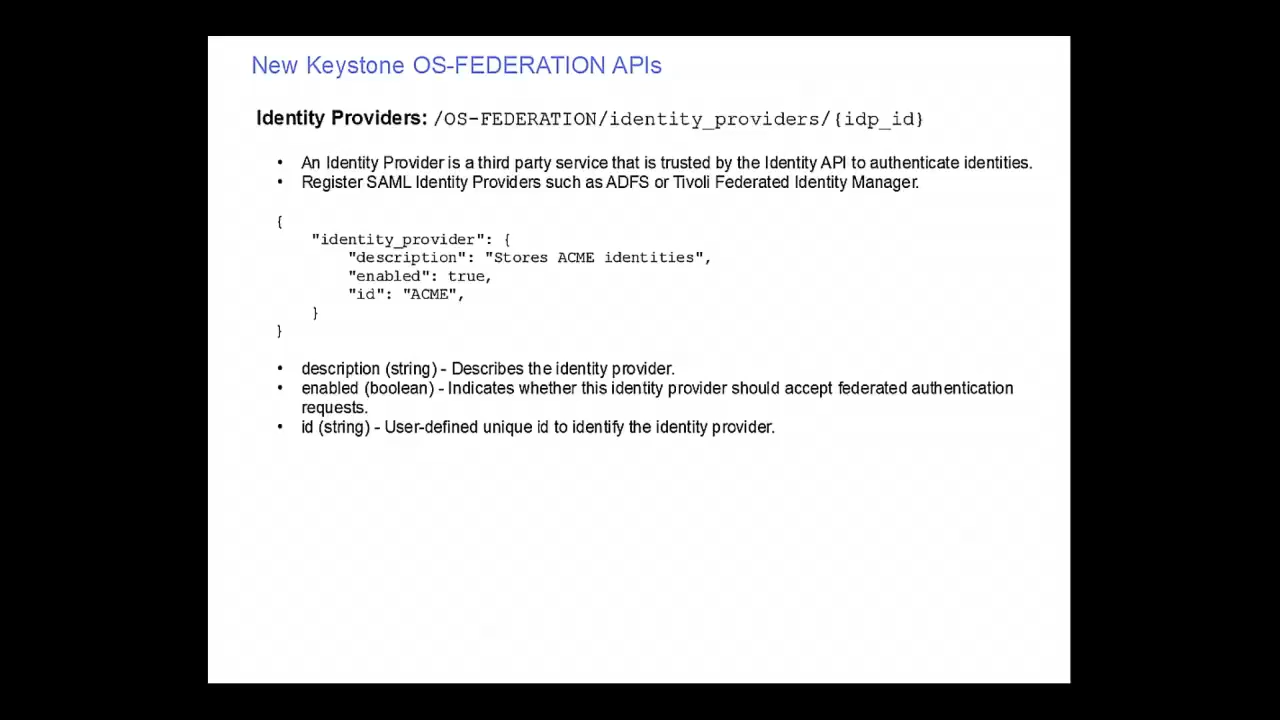 New Keystone OS-FEDERATION APIs
Identity Providers: /OS-FEDERATION/identity_providers/{idp_id}
• An Identity Provider is a third party service that is trusted by the Identity API to authenticate identities.
• Register SAML Identity Providers such as ADFS or Tivoli Federated Identity Manager.
{
    "identity_provider": {
        "description": "Stores ACME identities",
        "enabled": true,
        "id": "ACME",
    }
}
• description (string) - Describes the identity provider.
• enabled (boolean) - Indicates whether this identity provider should accept federated authentication
requests.
• id (string) - User-defined unique id to identify the identity provider.